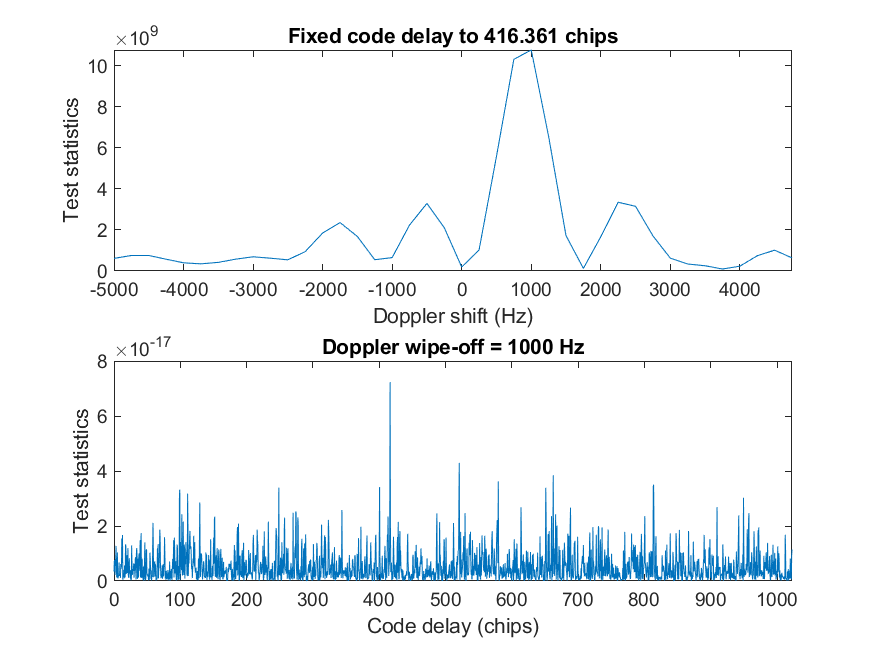 ×10^9
Fixed code delay to 416.361 chips
10
8
6
4
2
0
Test statistics
-5000 -4000 -3000 -2000 -1000 0 1000 2000 3000 4000
Doppler shift (Hz)
×10^-17
Doppler wipe-off = 1000 Hz
8
6
4
2
0
Test statistics
0 100 200 300 400 500 600 700 800 900 1000
Code delay (chips)